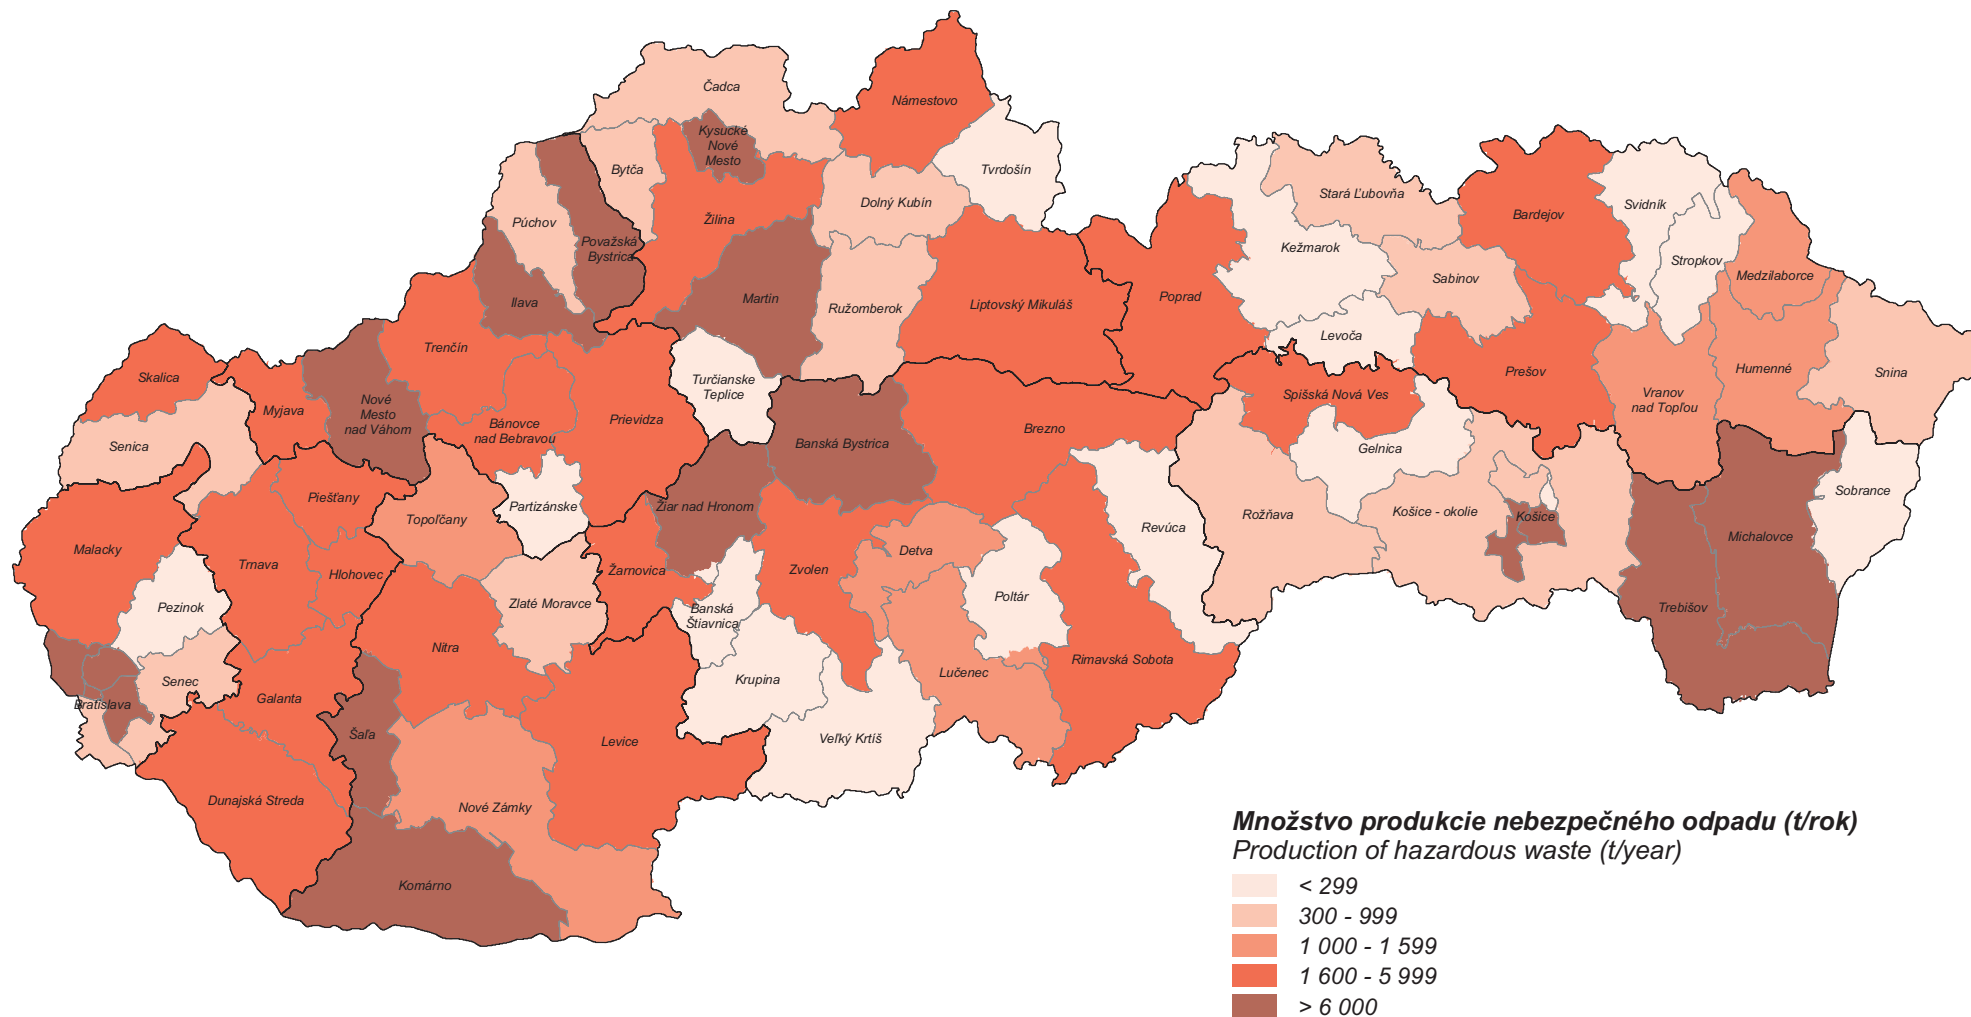 Čadca
Námestovo
Kysucké
Nové
Mesto
Bytča
Tvrdošín
Dolný Kubín
Stará Ľubovňa
Svidník
Bardejov
Púchov
Žilina
Považská
Bystrica
Kežmarok
Stropkov
Medzilaborce
Sabinov
Ilava
Martin
Ružomberok
Liptovský Mikuláš
Poprad
Levoča
Trenčín
Skalica
Turčianske
Teplice
Prešov
Humenné
Snina
Myjava
Nové
Mesto
nad Váhom
Bánovce
nad Bebravou
Prievidza
Spišská Nová Ves
Vranov
nad Topľou
Brezno
Senica
Banská Bystrica
Gelnica
Piešťany
Topoľčany
Partizánske
Žiar nad Hronom
Revúca
Rožňava
Košice - okolie
Košice
Sobrance
Malacky
Trnava
Hlohovec
Žarnovica
Zvolen
Detva
Michalovce
Pezinok
Zlaté Moravce
Banská
Štiavnica
Poltár
Trebišov
Nitra
Rimavská Sobota
Senec
Krupina
Lučenec
Bratislava
Galanta
Šaľa
Levice
Veľký Krtíš
Dunajská Streda
Nové Zámky
Komárno
Množstvo produkcie nebezpečného odpadu (t/rok)
Production of hazardous waste (t/year)
< 299
300 - 999
1 000 - 1 599
1 600 - 5 999
> 6 000